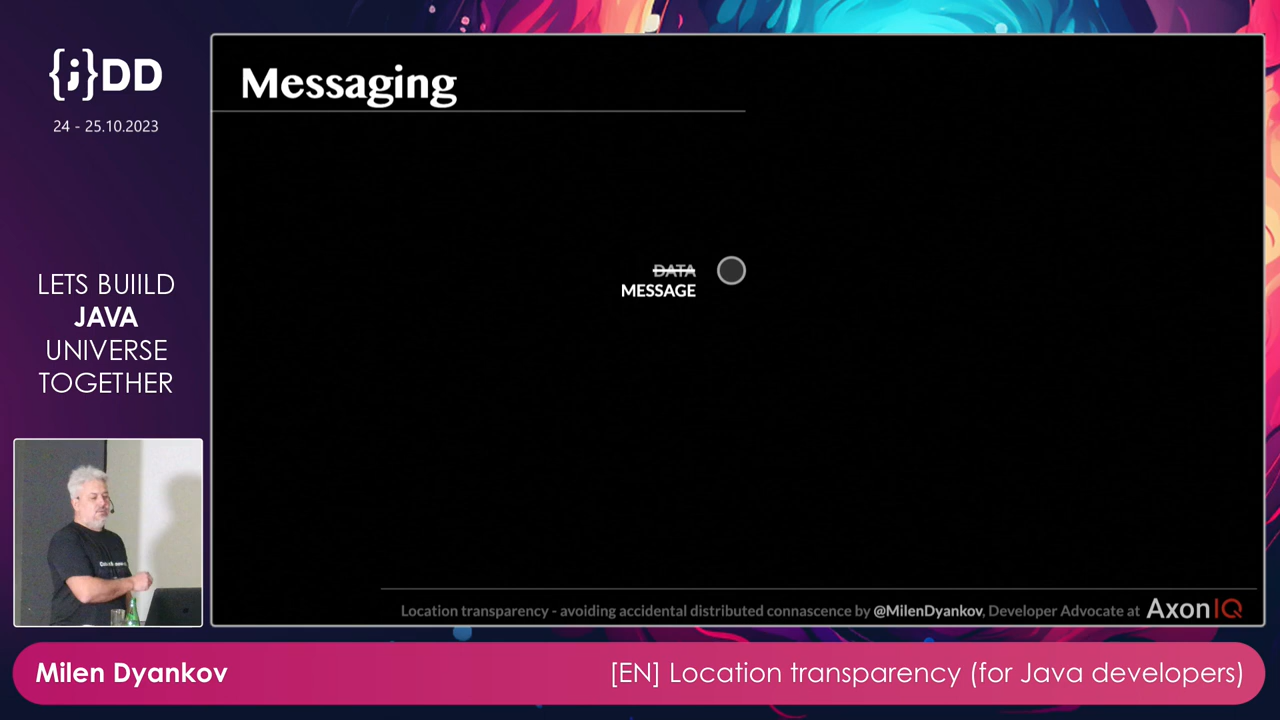 {j}DD
24 - 25.10.2023
LETS BUIILD
JAVA
UNIVERSE
TOGETHER
Messaging
DATA
MESSAGE
Location transparency - avoiding accidental distributed connascence by @MilenDyankov, Developer Advocate at AxonIQ
Milen Dyankov
[EN] Location transparency (for Java developers)